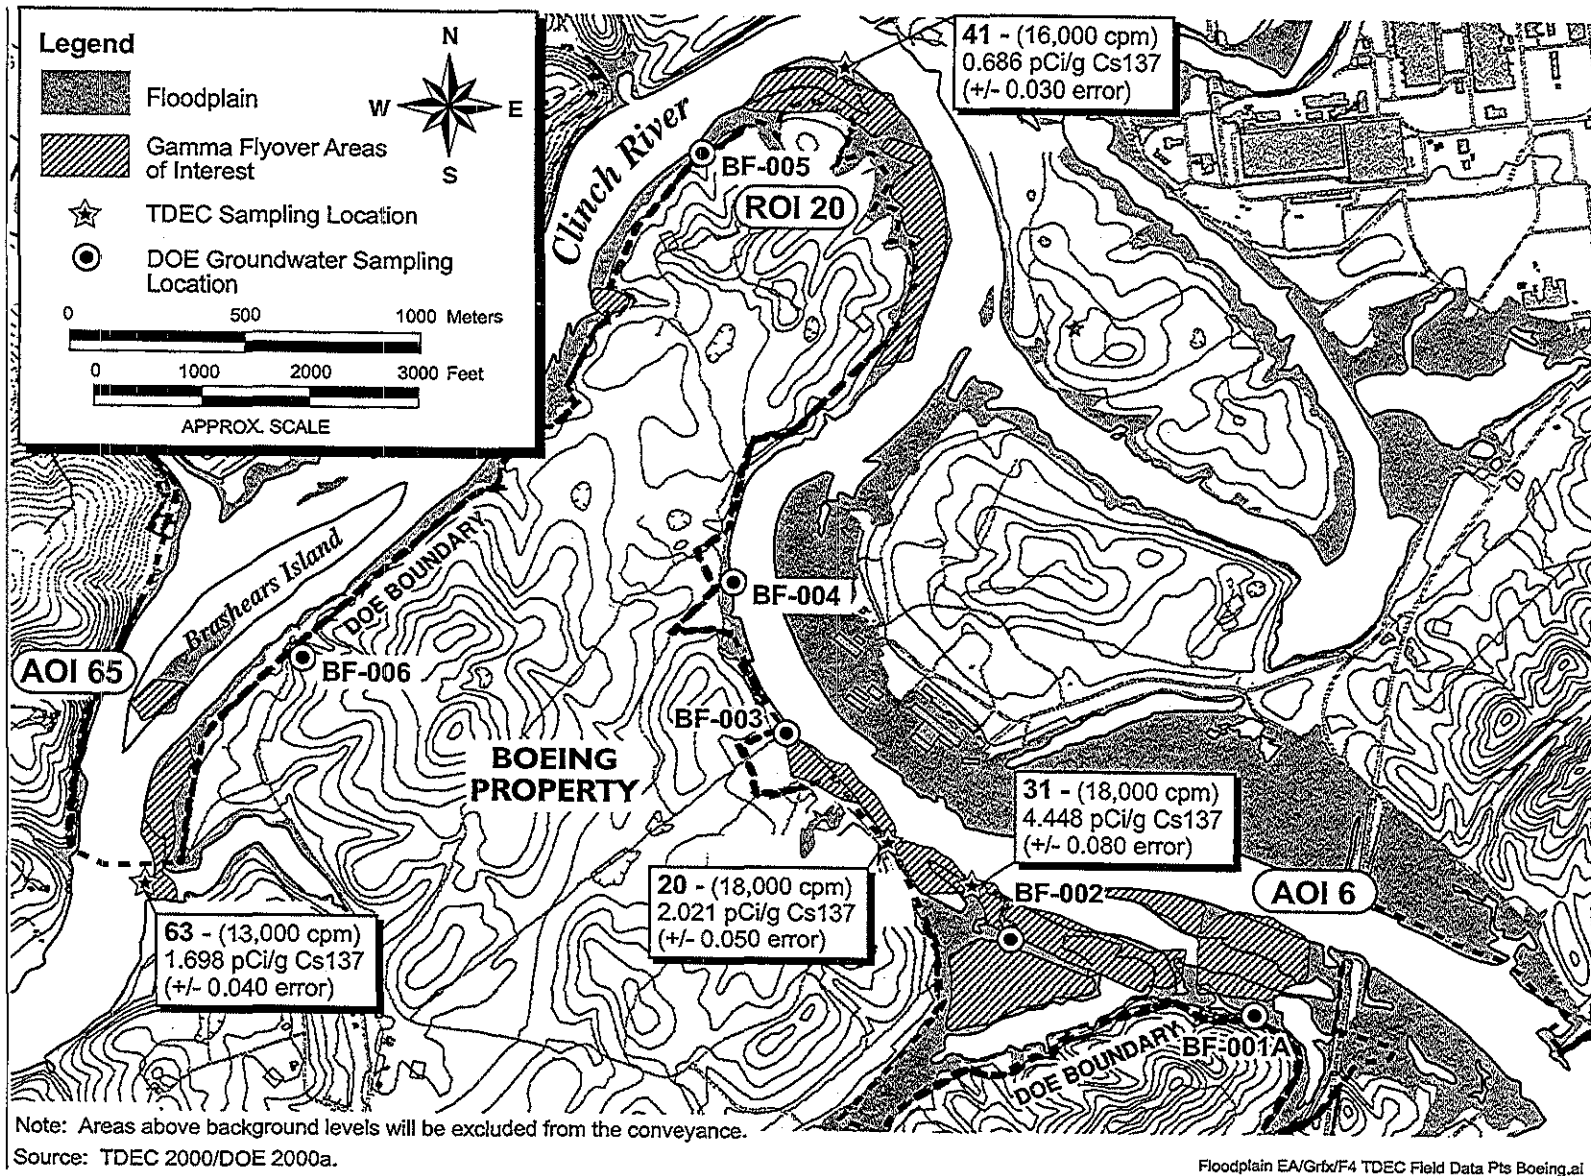 Legend
Floodplain
Gamma Flyover Areas
of Interest
TDEC Sampling Location
DOE Groundwater Sampling
Location
0 500 1000 Meters
0 1000 2000 3000 Feet
APPROX. SCALE
N
W E
S
41 - (16,000 cpm)
0.686 pCi/g Cs137
(+/- 0.030 error)
Clinch River
BF-005
ROI 20
Brashears Island
DOE BOUNDARY
BF-004
AOI 65
BF-006
BF-003
BOEING
PROPERTY
31 - (18,000 cpm)
4.448 pCi/g Cs137
(+/- 0.080 error)
20 - (18,000 cpm)
2.021 pCi/g Cs137
(+/- 0.050 error)
BF-002
AOI 6
63 - (13,000 cpm)
1.698 pCi/g Cs137
(+/- 0.040 error)
DOE BOUNDARY
BF-001A
Note: Areas above background levels will be excluded from the conveyance.
Source: TDEC 2000/DOE 2000a.
Floodplain EA/Grfx/F4 TDEC Field Data Pts Boeing.ai